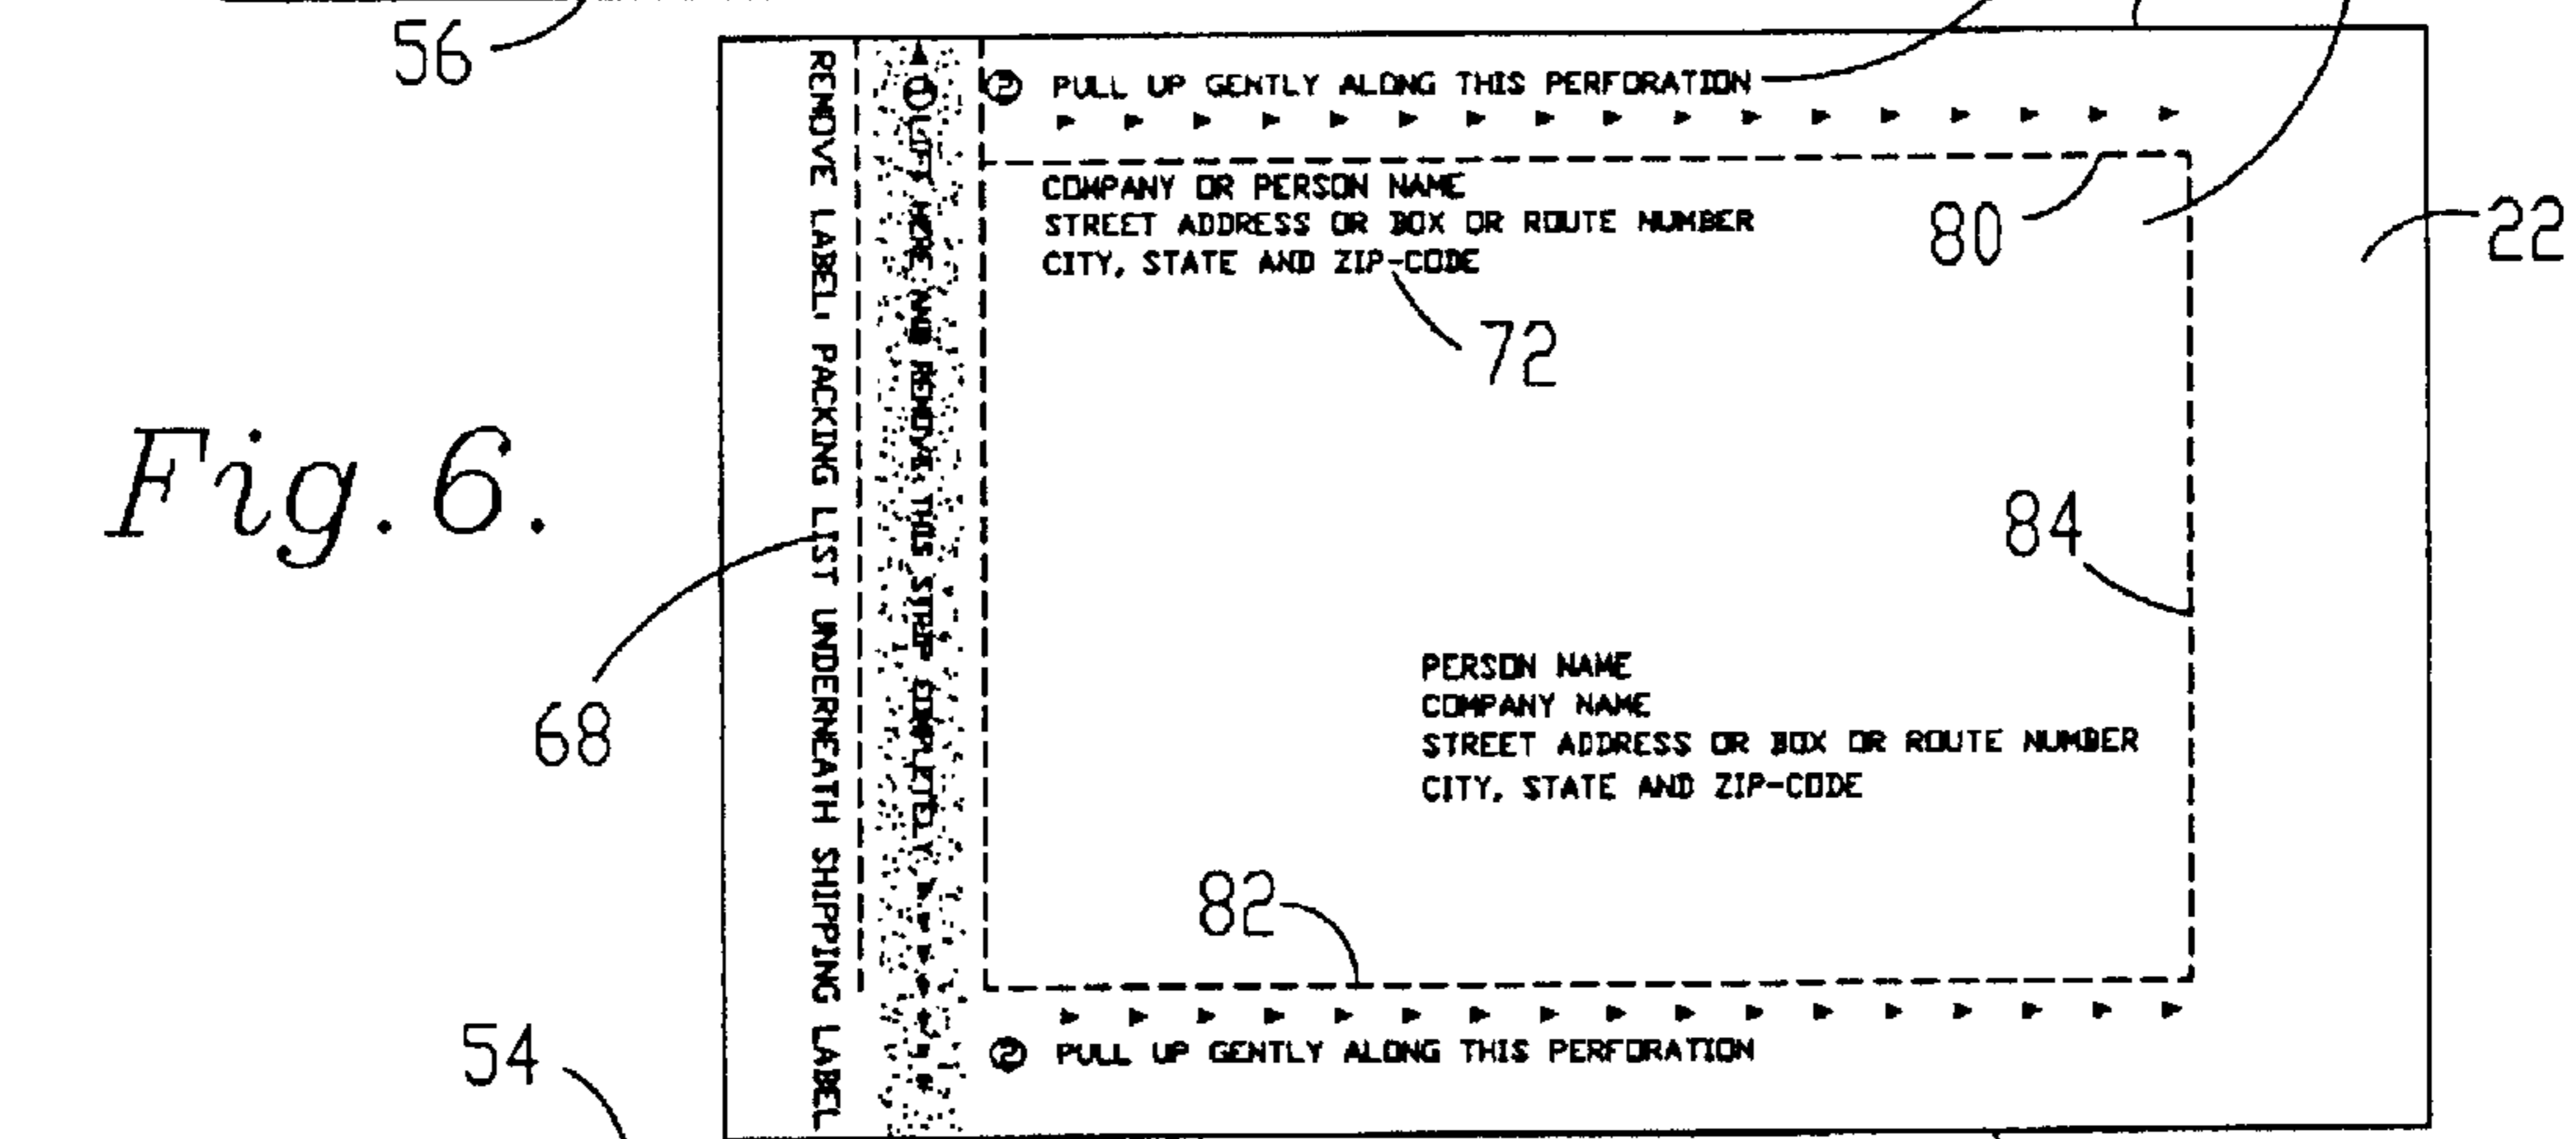 56
② PULL UP GENTLY ALONG THIS PERFORATION
COMPANY OR PERSON NAME
STREET ADDRESS OR BOX OR ROUTE NUMBER
CITY, STATE AND ZIP-CODE
80
22
72
Fig. 6.
REMOVE LABEL: PACKING LIST UNDERNEATH SHIPPING LABEL
① LIFT HERE AND REMOVE THIS STRIP COMPLETELY
84
68
PERSON NAME
COMPANY NAME
STREET ADDRESS OR BOX OR ROUTE NUMBER
CITY, STATE AND ZIP-CODE
82
② PULL UP GENTLY ALONG THIS PERFORATION
54